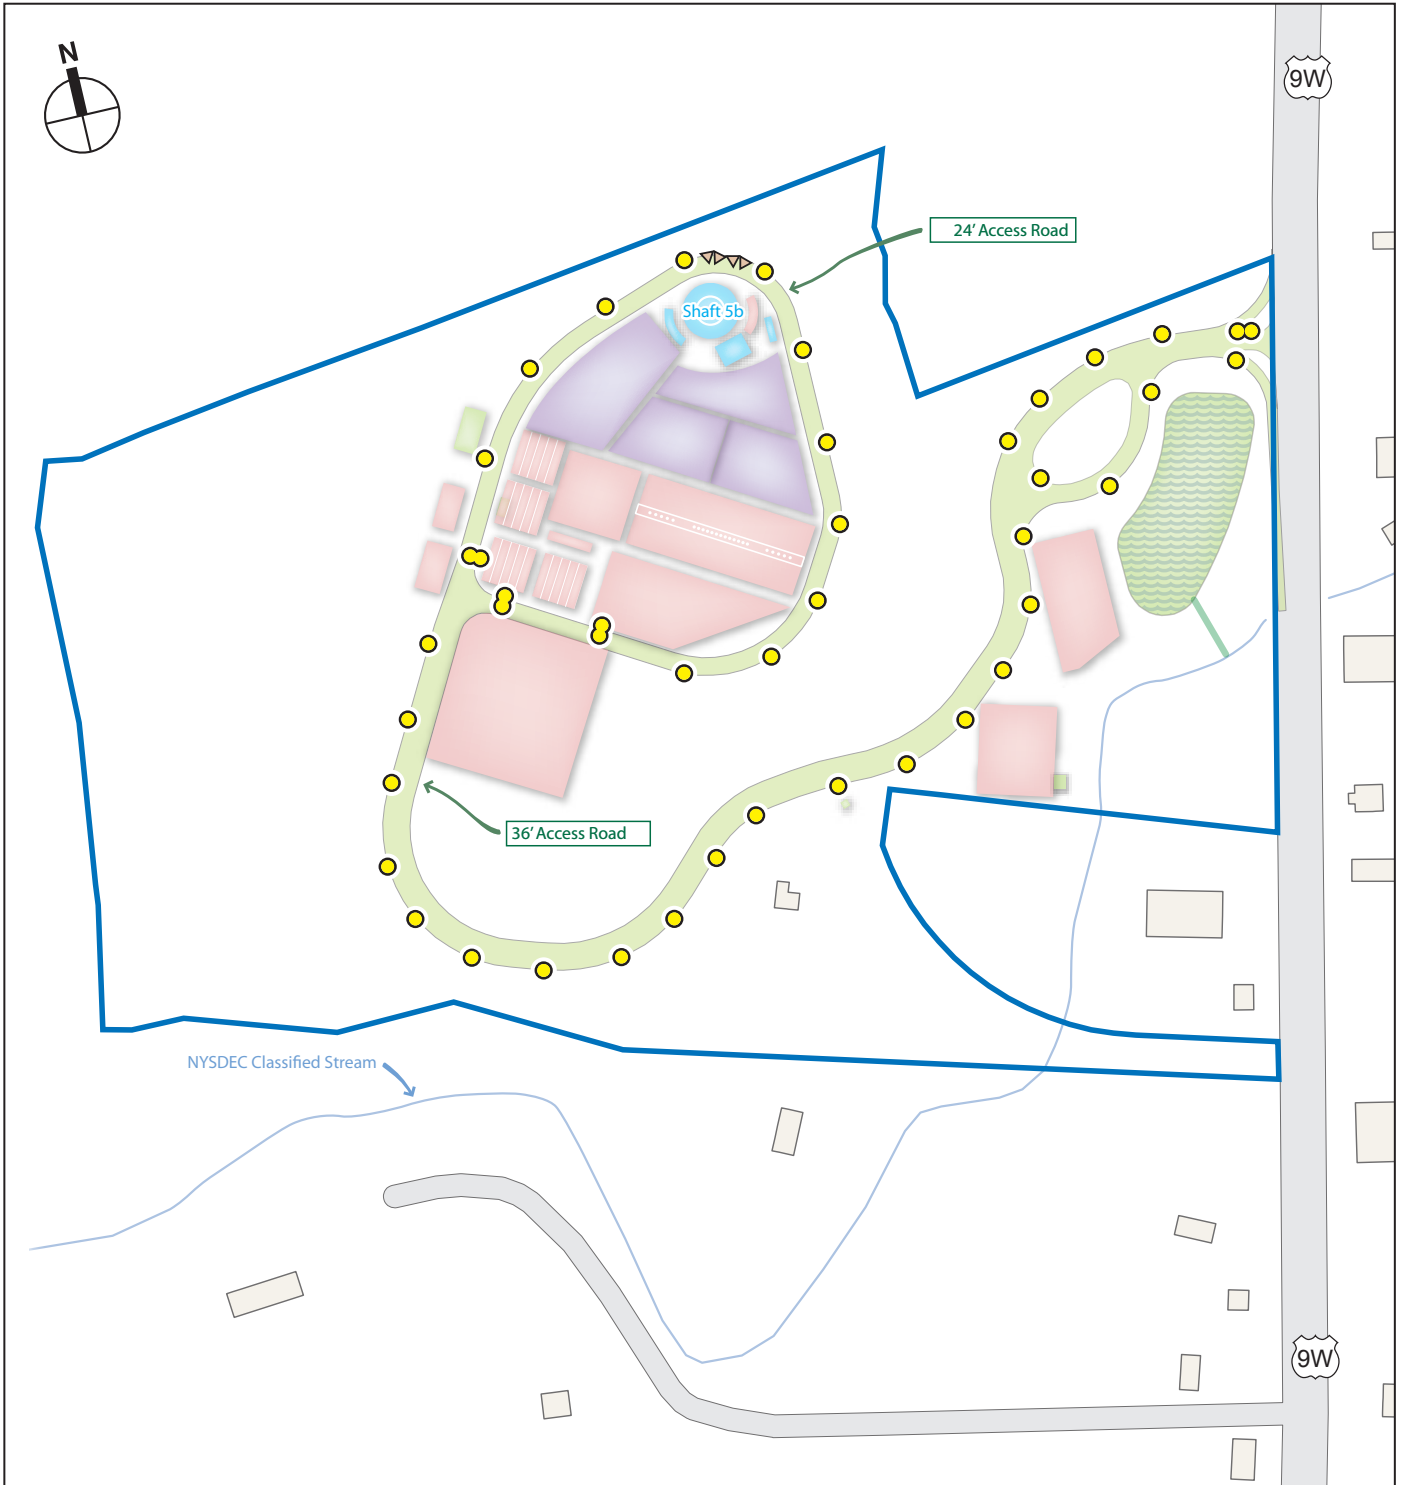 N
9W
24' Access Road
Shaft 5b
36' Access Road
NYSDEC Classified Stream
9W